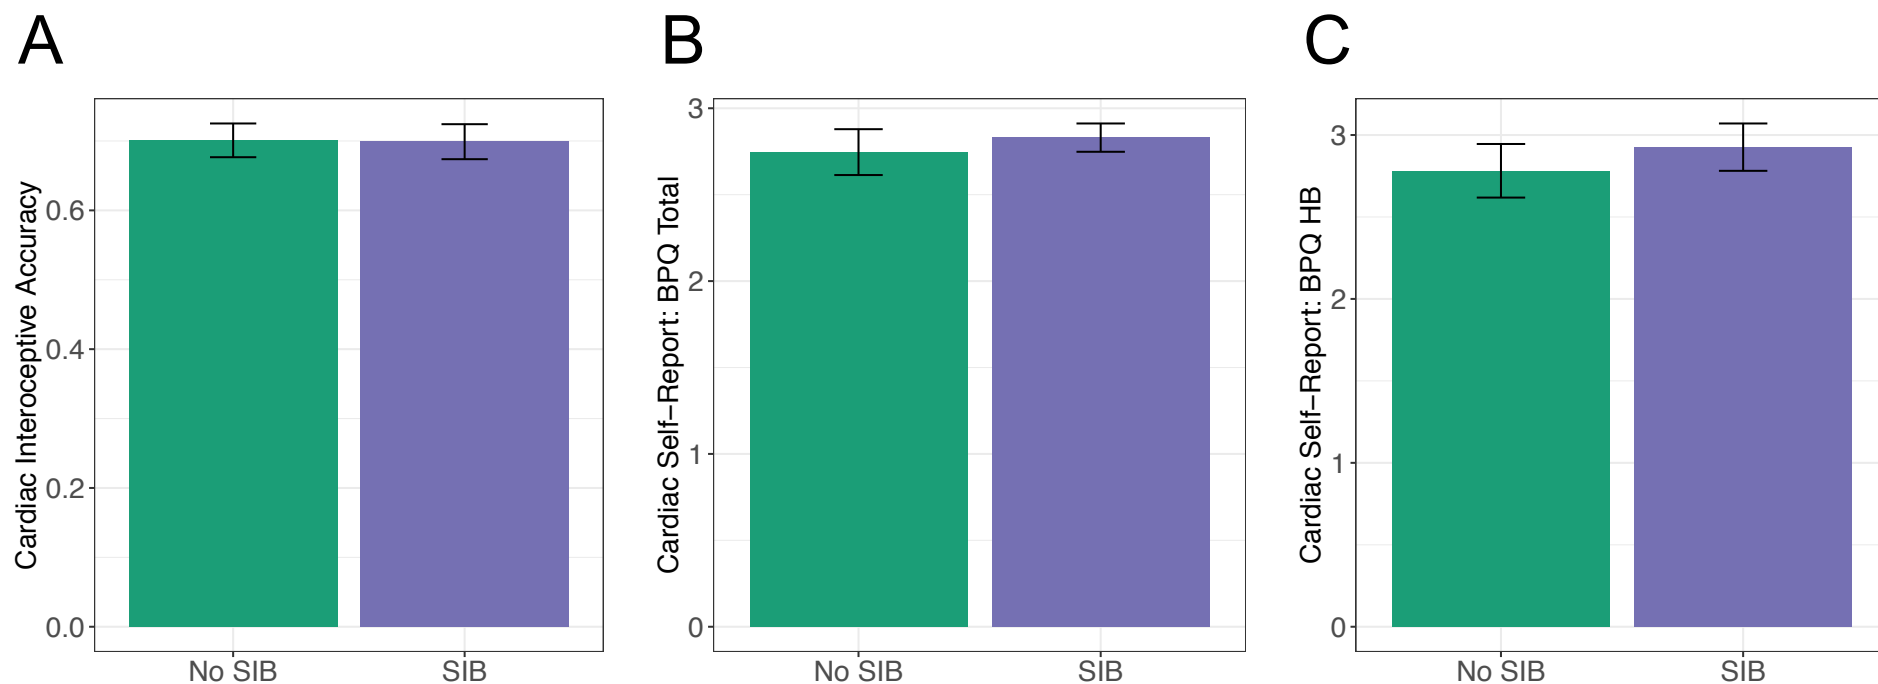 A
B
C
Cardiac Interoceptive Accuracy
0.6
0.4
0.2
0.0
No SIB
SIB
Cardiac Self−Report: BPQ Total
3
2
1
0
No SIB
SIB
Cardiac Self−Report: BPQ HB
3
2
1
0
No SIB
SIB